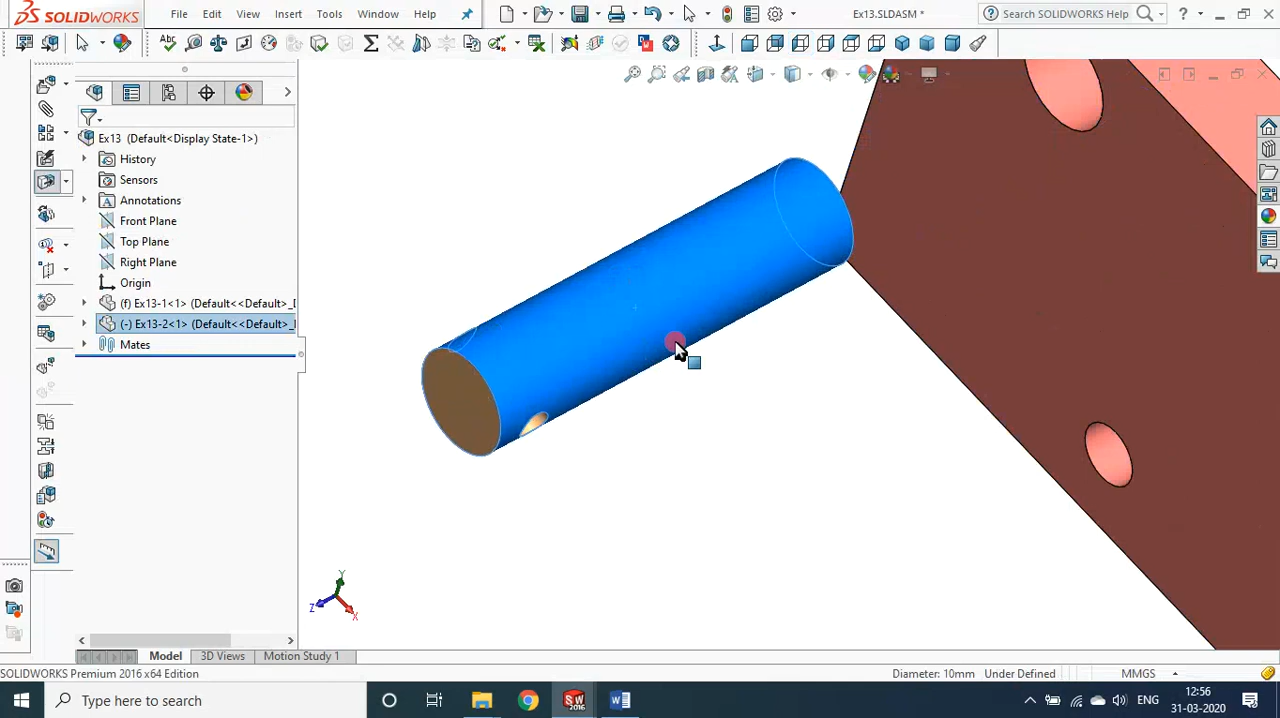 SOLIDWORKS File Edit View Insert Tools Window Help Ex13.SLDASM * Search SOLIDWORKS Help
Ex13 (Default<Display State-1>)
History
Sensors
Annotations
Front Plane
Top Plane
Right Plane
Origin
(f) Ex13-1<1> (Default<<Default>_
(-) Ex13-2<1> (Default<<Default>_
Mates
Y
Z
X
Model 3D Views Motion Study 1
SOLIDWORKS Premium 2016 x64 Edition Diameter: 10mm Under Defined MMGS
Type here to search SW 2016 W ENG 12:56
31-03-2020